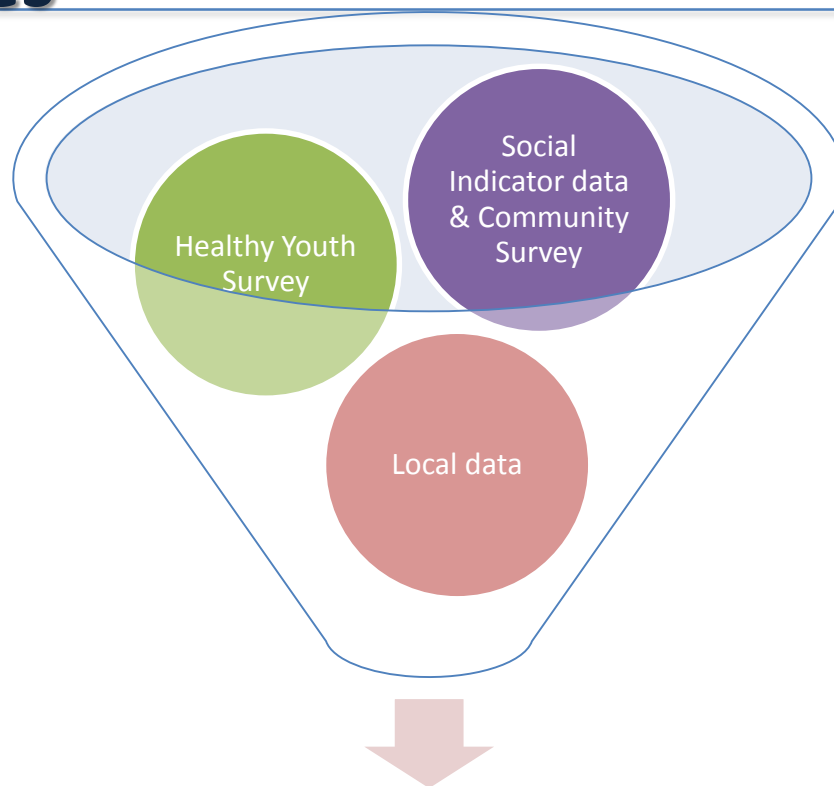 Social
Indicator data
& Community
Survey
Healthy Youth
Survey
Local data